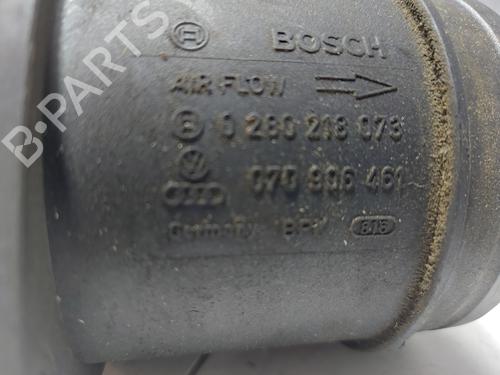 BOSCH
AIR FLOW
0 280 218 073
070 906 461
Germany
B-PARTS